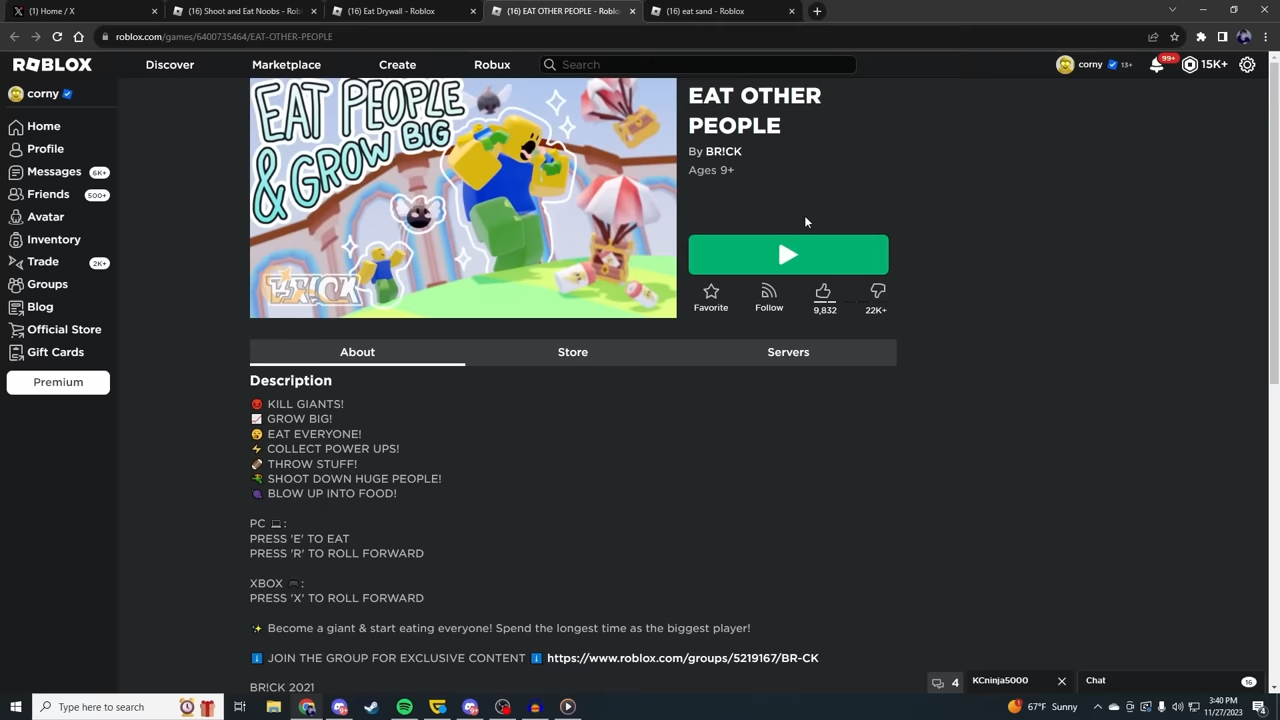 (1) Home / X
(16) Shoot and Eat Noobs - Rob
(16) Eat Drywall - Roblox
(16) EAT OTHER PEOPLE - Roblo
(16) eat sand - Roblox
roblox.com/games/6400735464/EAT-OTHER-PEOPLE
ROBLOX
Discover
Marketplace
Create
Robux
Search
corny 13+
99+
15K+
corny
Home
Profile
Messages 6K+
Friends 500+
Avatar
Inventory
Trade 2K+
Groups
Blog
Official Store
Gift Cards
Premium
EAT PEOPLE
& GROW BIG
BR!CK
EAT OTHER
PEOPLE
By BR!CK
Ages 9+
Favorite
Follow
9,832
22K+
About
Store
Servers
Description
KILL GIANTS!
GROW BIG!
EAT EVERYONE!
COLLECT POWER UPS!
THROW STUFF!
SHOOT DOWN HUGE PEOPLE!
BLOW UP INTO FOOD!
PC 💻:
PRESS 'E' TO EAT
PRESS 'R' TO ROLL FORWARD
XBOX 🎮:
PRESS 'X' TO ROLL FORWARD
✨ Become a giant & start eating everyone! Spend the longest time as the biggest player!
ℹ️ JOIN THE GROUP FOR EXCLUSIVE CONTENT ℹ️ https://www.roblox.com/groups/5219167/BR-CK
BR!CK 2021
4
KCninja5000
Chat
16
Type here to search
67°F Sunny
3:40 PM
11/27/2023